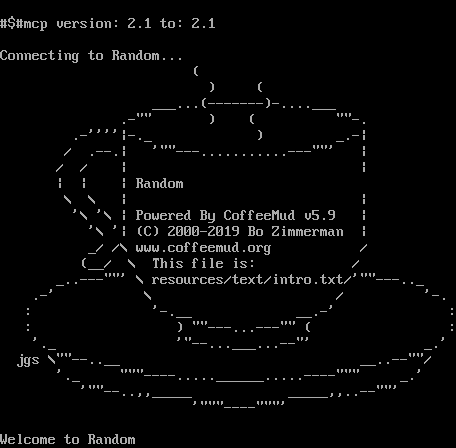 #$#mcp version: 2.1 to: 2.1
Connecting to Random...
Random
Powered By CoffeeMud v5.9
(C) 2000-2019 Bo Zimmerman
www.coffeemud.org
This file is:
resources/text/intro.txt
jgs
Welcome to Random